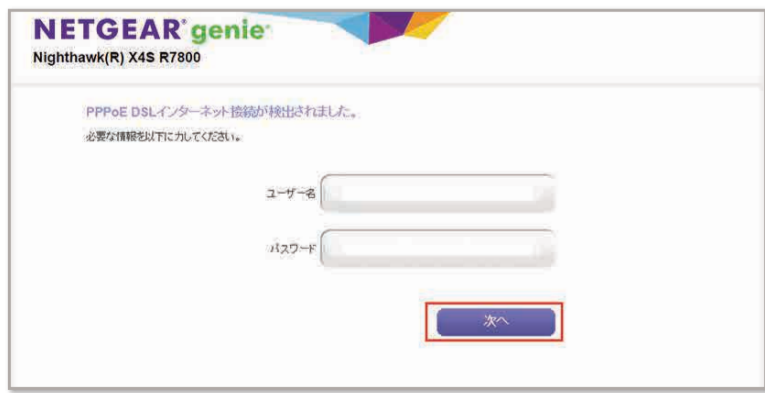 NETGEAR® genie®
Nighthawk(R) X4S R7800
PPPoE DSLインターネット接続が検出されました。
必要な情報を以下に力してください。
ユーザー名
パスワード
次へ